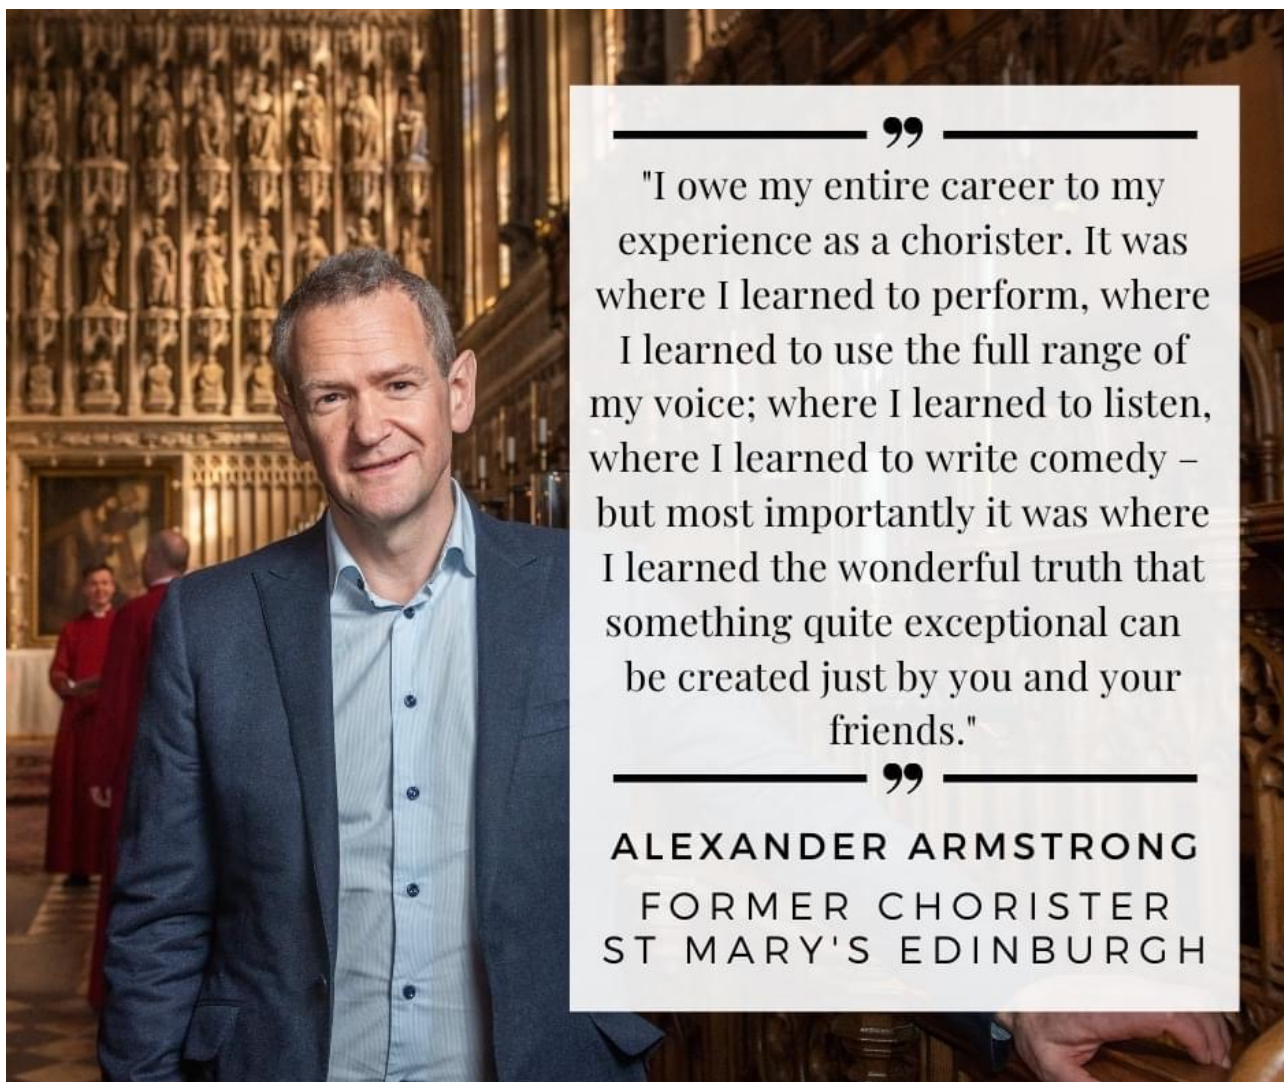 "I owe my entire career to my
experience as a chorister. It was
where I learned to perform, where
I learned to use the full range of
my voice; where I learned to listen,
where I learned to write comedy –
but most importantly it was where
I learned the wonderful truth that
something quite exceptional can
be created just by you and your
friends."
ALEXANDER ARMSTRONG
FORMER CHORISTER
ST MARY'S EDINBURGH